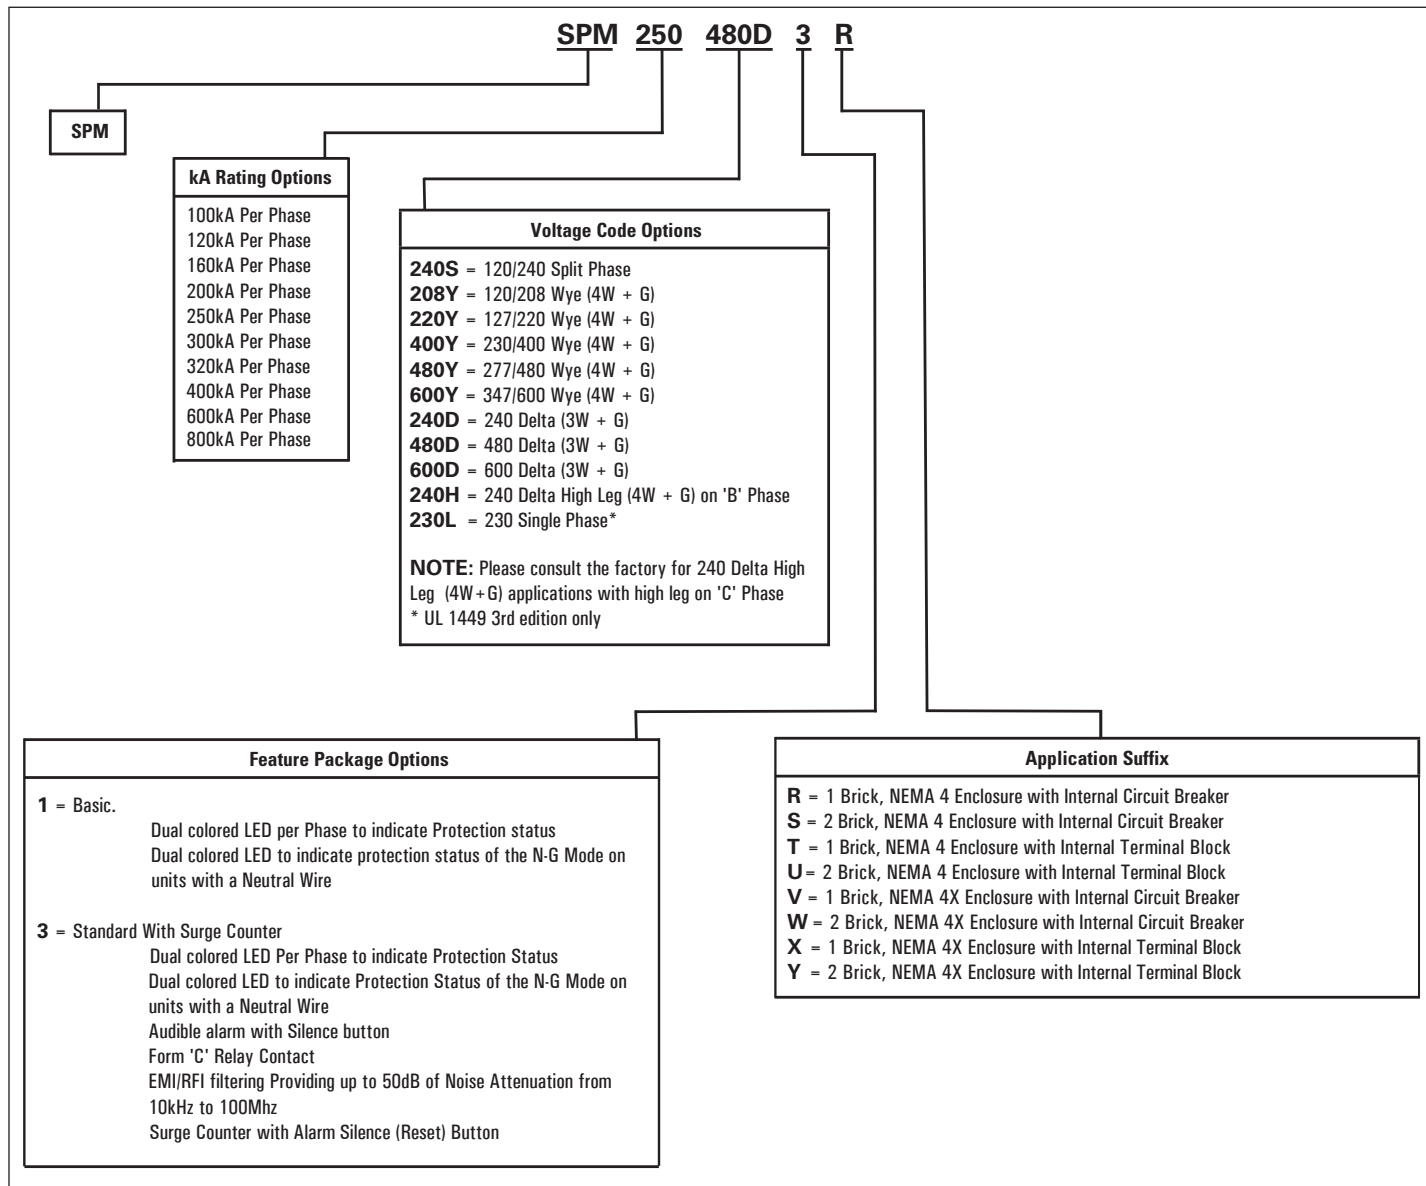 SPM 250 480D 3 R
SPM
kA Rating Options
100kA Per Phase
120kA Per Phase
160kA Per Phase
200kA Per Phase
250kA Per Phase
300kA Per Phase
320kA Per Phase
400kA Per Phase
600kA Per Phase
800kA Per Phase
Voltage Code Options
240S = 120/240 Split Phase
208Y = 120/208 Wye (4W + G)
220Y = 127/220 Wye (4W + G)
400Y = 230/400 Wye (4W + G)
480Y = 277/480 Wye (4W + G)
600Y = 347/600 Wye (4W + G)
240D = 240 Delta (3W + G)
480D = 480 Delta (3W + G)
600D = 600 Delta (3W + G)
240H = 240 Delta High Leg (4W + G) on 'B' Phase
230L = 230 Single Phase*
NOTE: Please consult the factory for 240 Delta High
Leg (4W+G) applications with high leg on 'C' Phase
* UL 1449 3rd edition only
Feature Package Options
1 = Basic.
Dual colored LED per Phase to indicate Protection status
Dual colored LED to indicate protection status of the N-G Mode on
units with a Neutral Wire
3 = Standard With Surge Counter
Dual colored LED Per Phase to indicate Protection Status
Dual colored LED to indicate Protection Status of the N-G Mode on
units with a Neutral Wire
Audible alarm with Silence button
Form 'C' Relay Contact
EMI/RFI filtering Providing up to 50dB of Noise Attenuation from
10kHz to 100Mhz
Surge Counter with Alarm Silence (Reset) Button
Application Suffix
R = 1 Brick, NEMA 4 Enclosure with Internal Circuit Breaker
S = 2 Brick, NEMA 4 Enclosure with Internal Circuit Breaker
T = 1 Brick, NEMA 4 Enclosure with Internal Terminal Block
U = 2 Brick, NEMA 4 Enclosure with Internal Terminal Block
V = 1 Brick, NEMA 4X Enclosure with Internal Circuit Breaker
W = 2 Brick, NEMA 4X Enclosure with Internal Circuit Breaker
X = 1 Brick, NEMA 4X Enclosure with Internal Terminal Block
Y = 2 Brick, NEMA 4X Enclosure with Internal Terminal Block